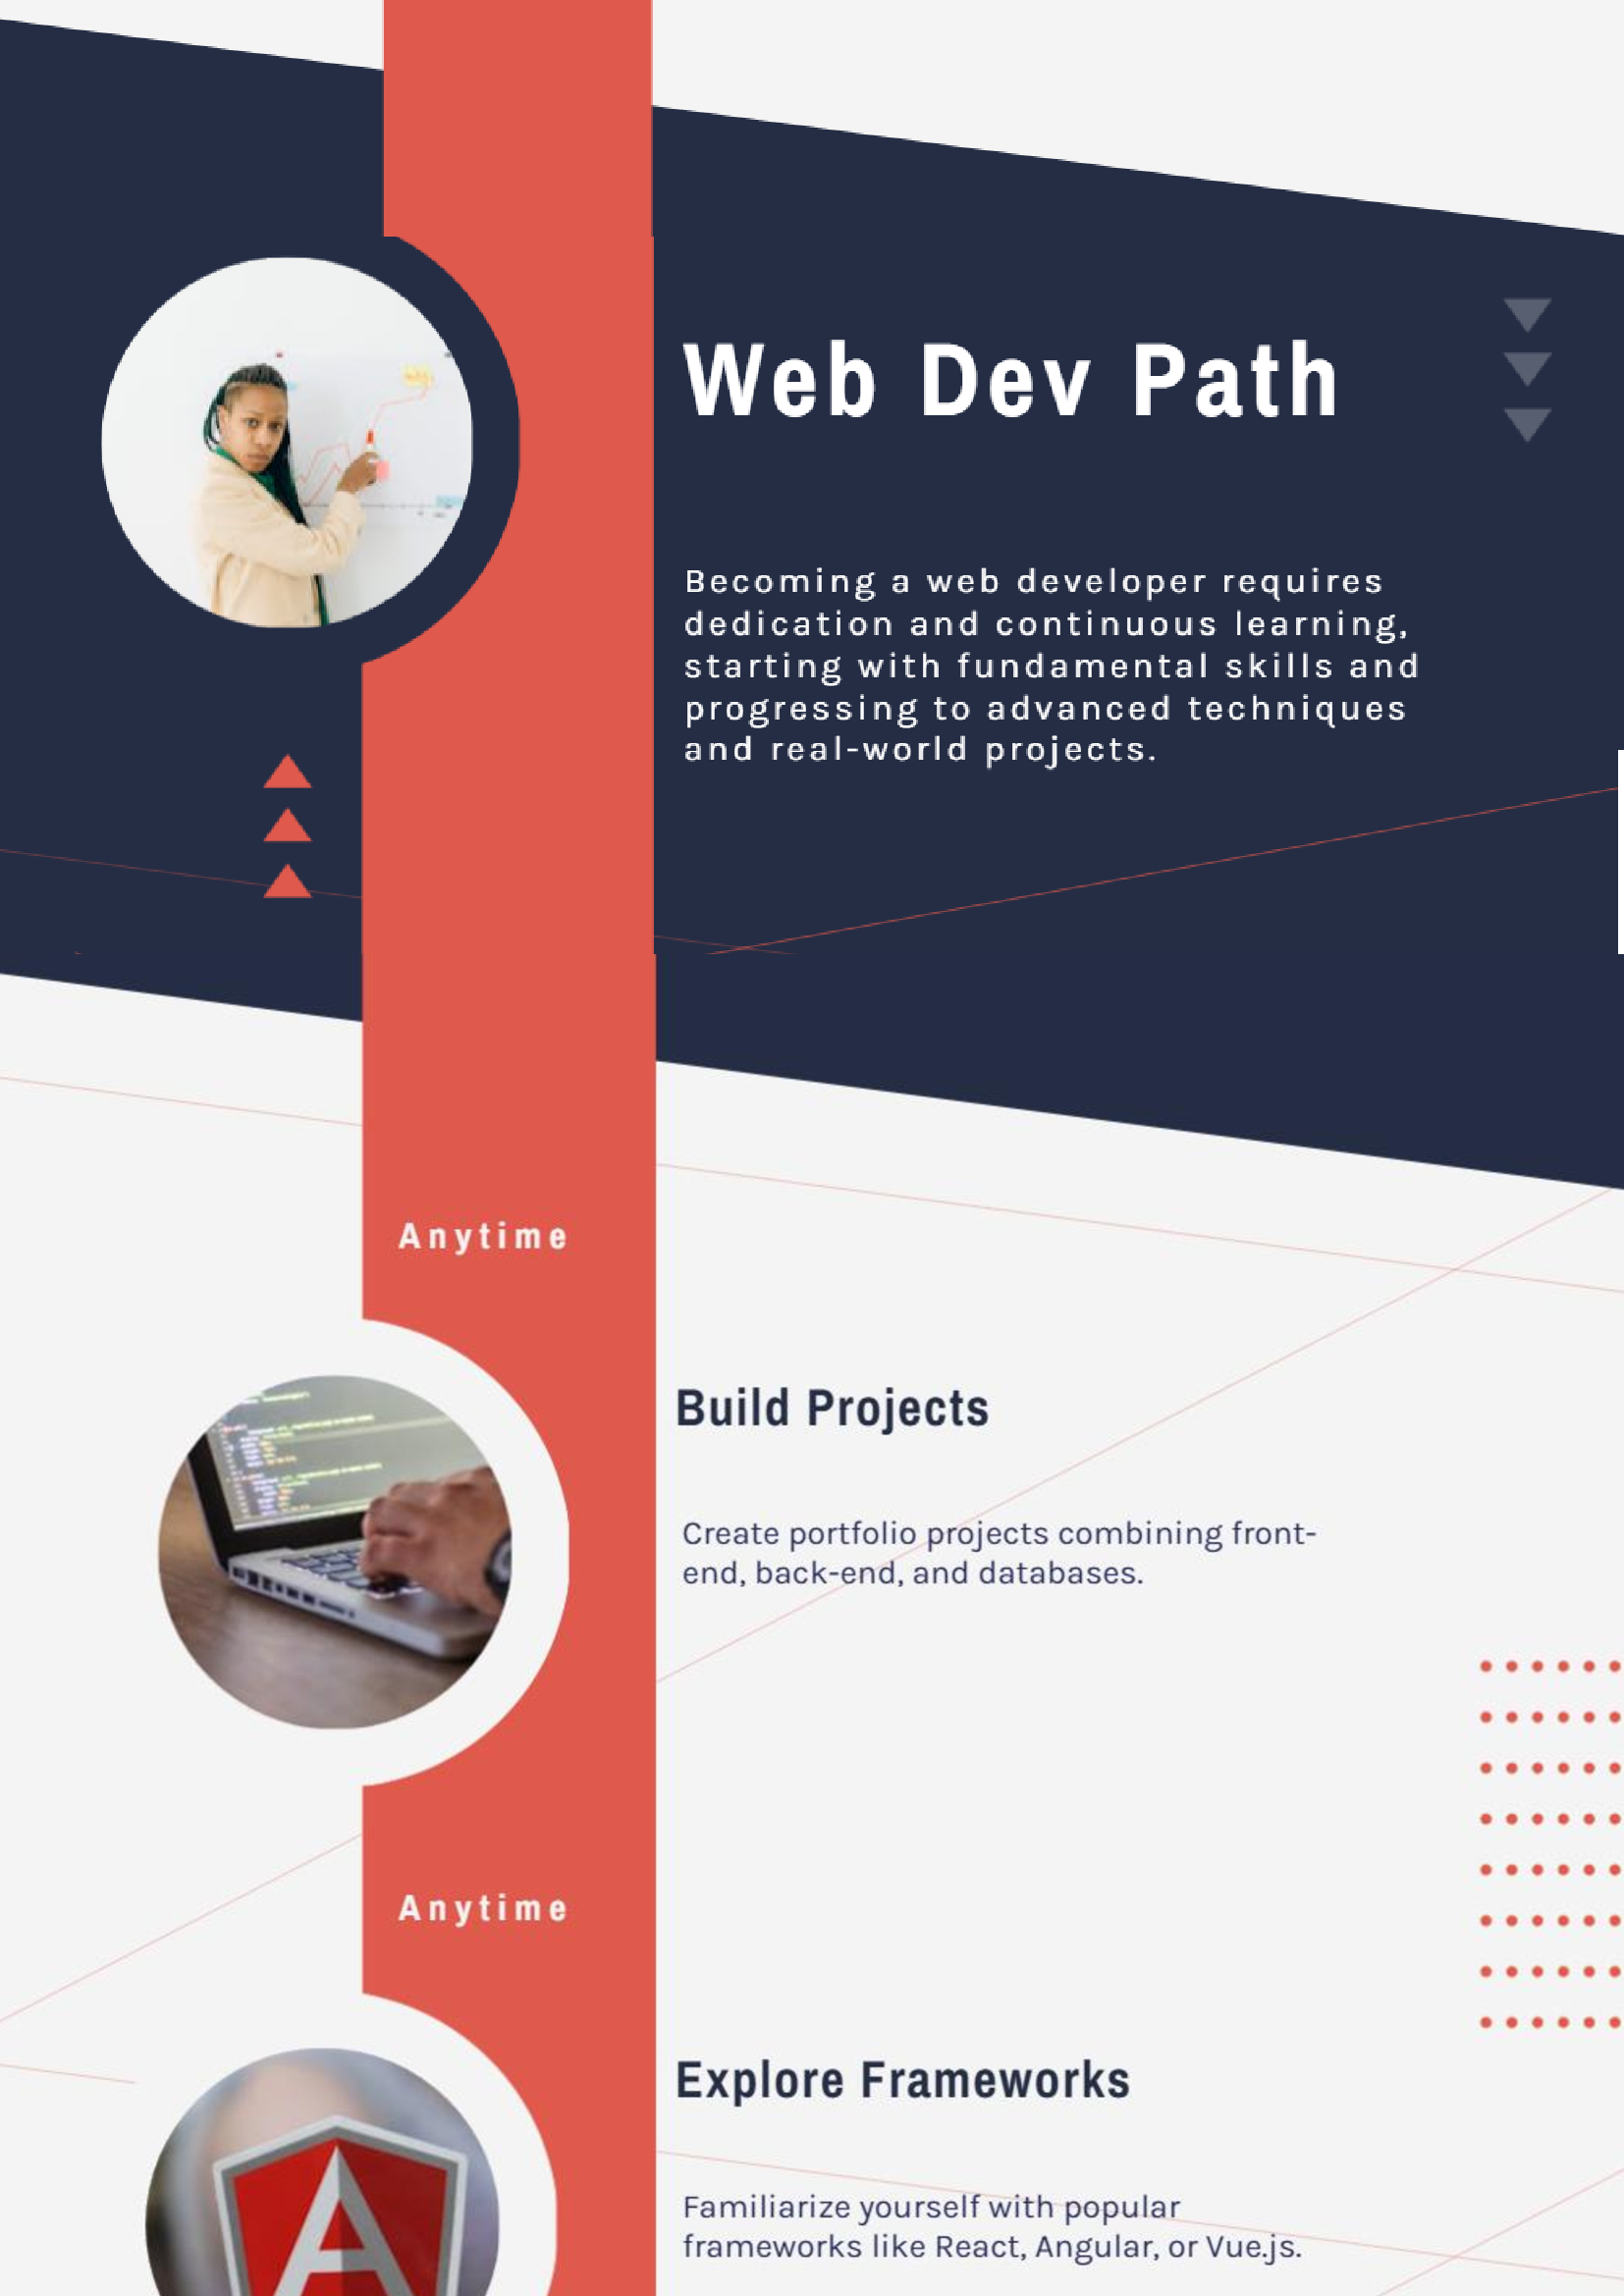 Web Dev Path
Becoming a web developer requires
dedication and continuous learning,
starting with fundamental skills and
progressing to advanced techniques
and real-world projects.
Anytime
Build Projects
Create portfolio projects combining front-
end, back-end, and databases.
Anytime
Explore Frameworks
Familiarize yourself with popular
frameworks like React, Angular, or Vue.js.